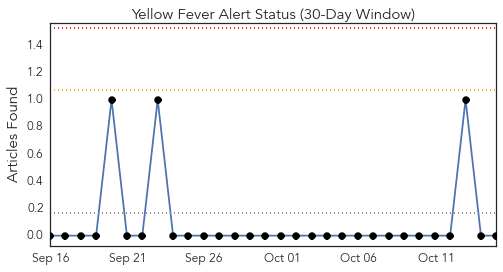 Yellow Fever Alert Status (30-Day Window)
Articles Found
1.4
1.2
1.0
0.8
0.6
0.4
0.2
0.0
Sep 16 Sep 21 Sep 26 Oct 01 Oct 06 Oct 11